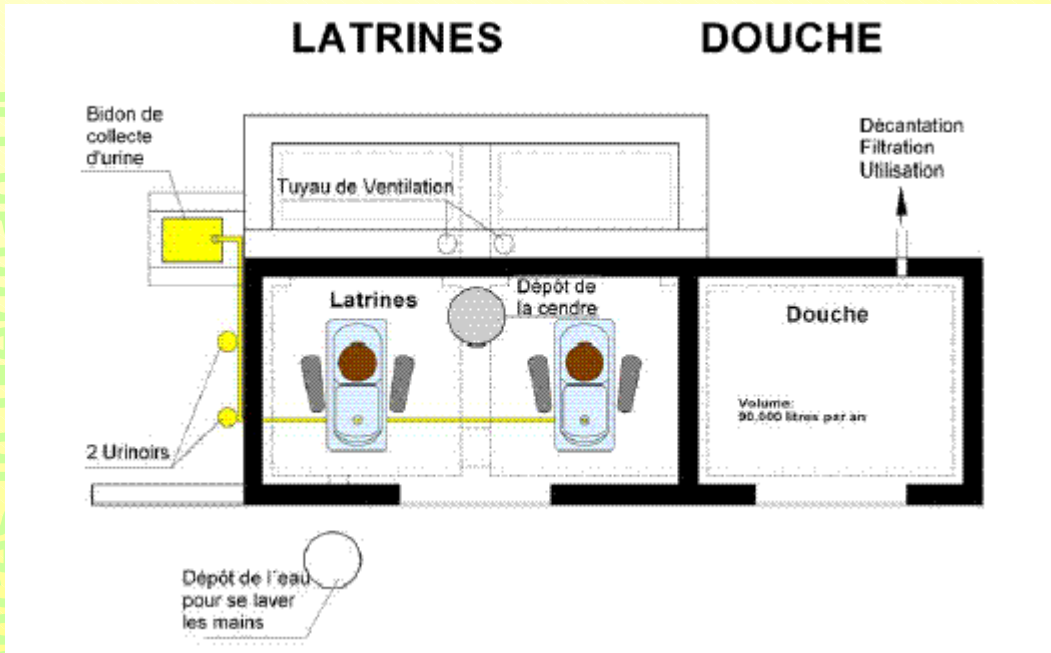 LATRINES DOUCHE
Bidon de
collecte
d'urine
Décantation
Filtration
Utilisation
Tuyau de Ventilation
Latrines
Dépôt de
la cendre
Douche
Volume:
90,000 litres par an
2 Urinoirs
Dépôt de l'eau
pour se laver
les mains